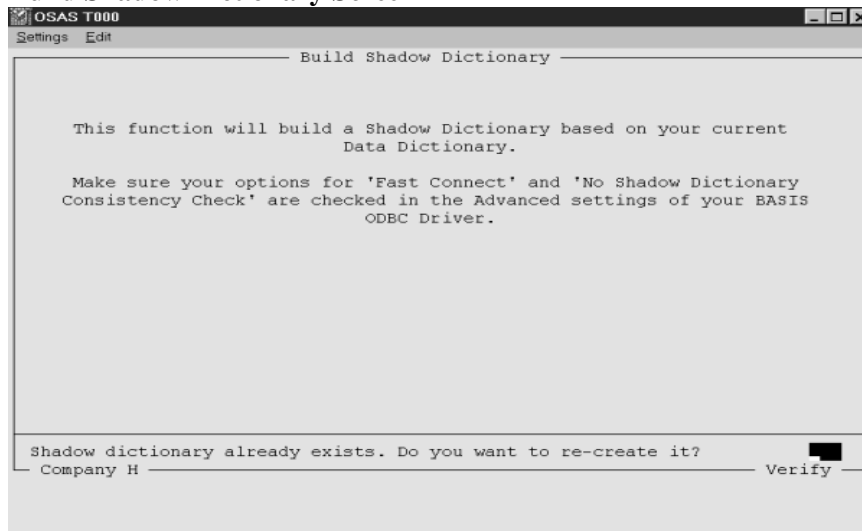 OSAS T000
Settings Edit
Build Shadow Dictionary
This function will build a Shadow Dictionary based on your current
Data Dictionary.
Make sure your options for 'Fast Connect' and 'No Shadow Dictionary
Consistency Check' are checked in the Advanced settings of your BASIS
ODBC Driver.
Shadow dictionary already exists. Do you want to re-create it?
Company H Verify